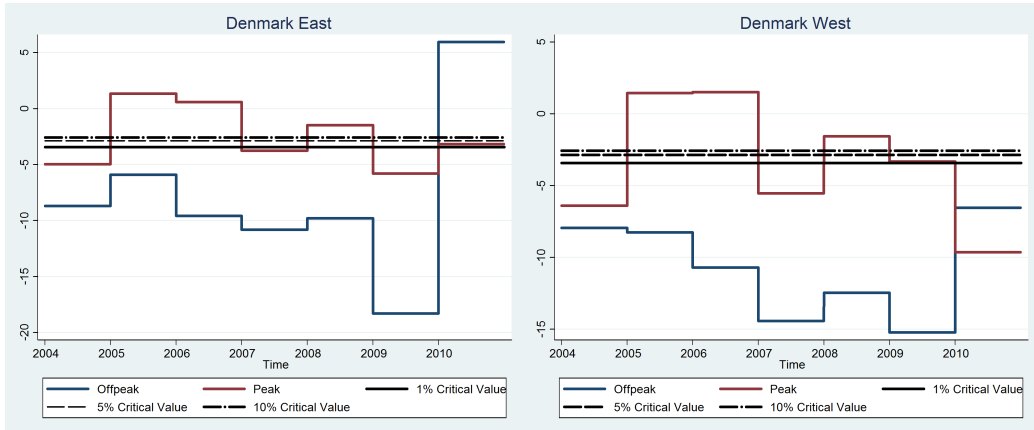 Denmark East
5
0
-5
-10
-15
-20
2004 2005 2006 2007 2008 2009 2010
Time
Offpeak Peak 1% Critical Value
5% Critical Value 10% Critical Value
Denmark West
5
0
-5
-10
-15
2004 2005 2006 2007 2008 2009 2010
Time
Offpeak Peak 1% Critical Value
5% Critical Value 10% Critical Value